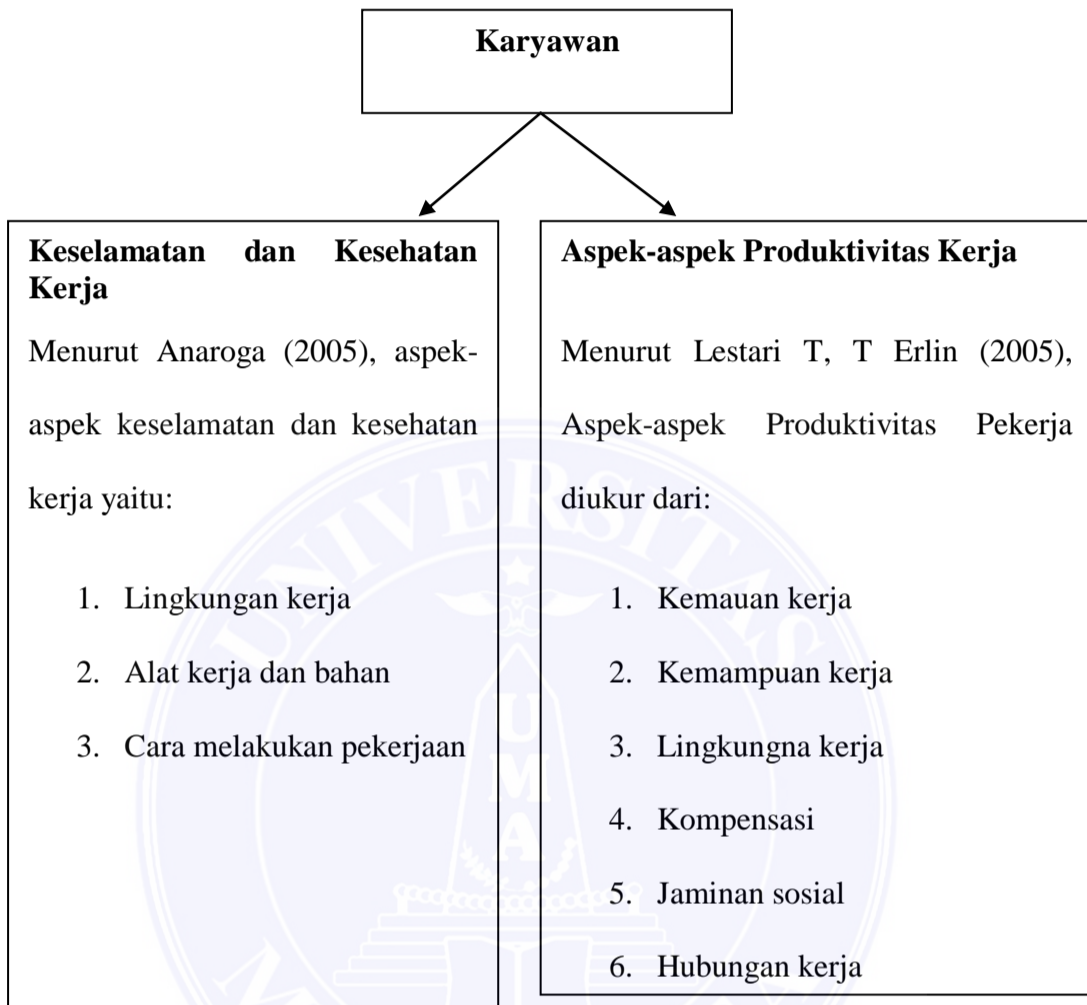 Karyawan
Keselamatan dan Kesehatan
Kerja
Menurut Anaroga (2005), aspek-
aspek keselamatan dan kesehatan
kerja yaitu:
1. Lingkungan kerja
2. Alat kerja dan bahan
3. Cara melakukan pekerjaan
Aspek-aspek Produktivitas Kerja
Menurut Lestari T, T Erlin (2005),
Aspek-aspek Produktivitas Pekerja
diukur dari:
1. Kemauan kerja
2. Kemampuan kerja
3. Lingkungna kerja
4. Kompensasi
5. Jaminan sosial
6. Hubungan kerja
UNIVERSITAS
UMA